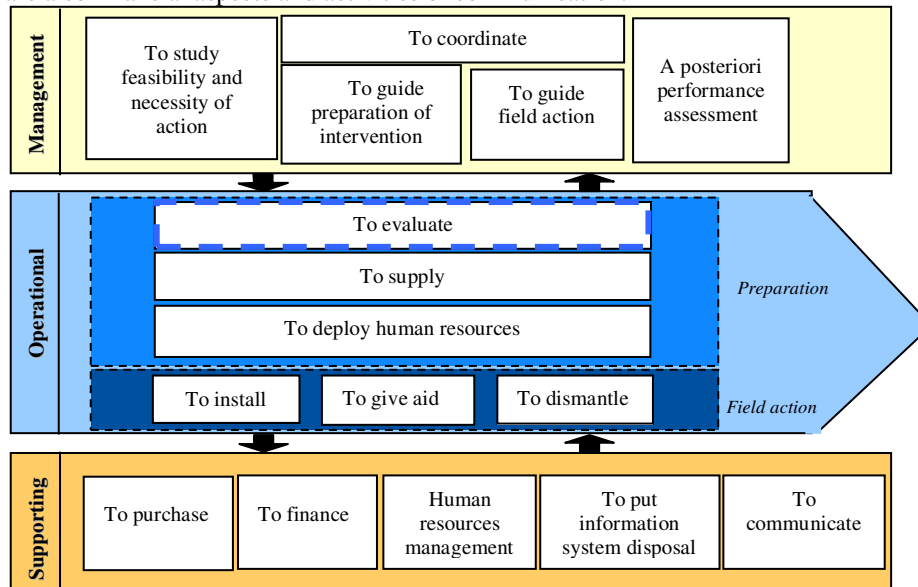 Management
To study
feasibility and
necessity of
action
To coordinate
To guide
preparation of
intervention
To guide
field action
A posteriori
performance
assessment
Operational
To evaluate
To supply
To deploy human resources
Preparation
To install
To give aid
To dismantle
Field action
Supporting
To purchase
To finance
Human
resources
management
To put
information
system disposal
To
communicate